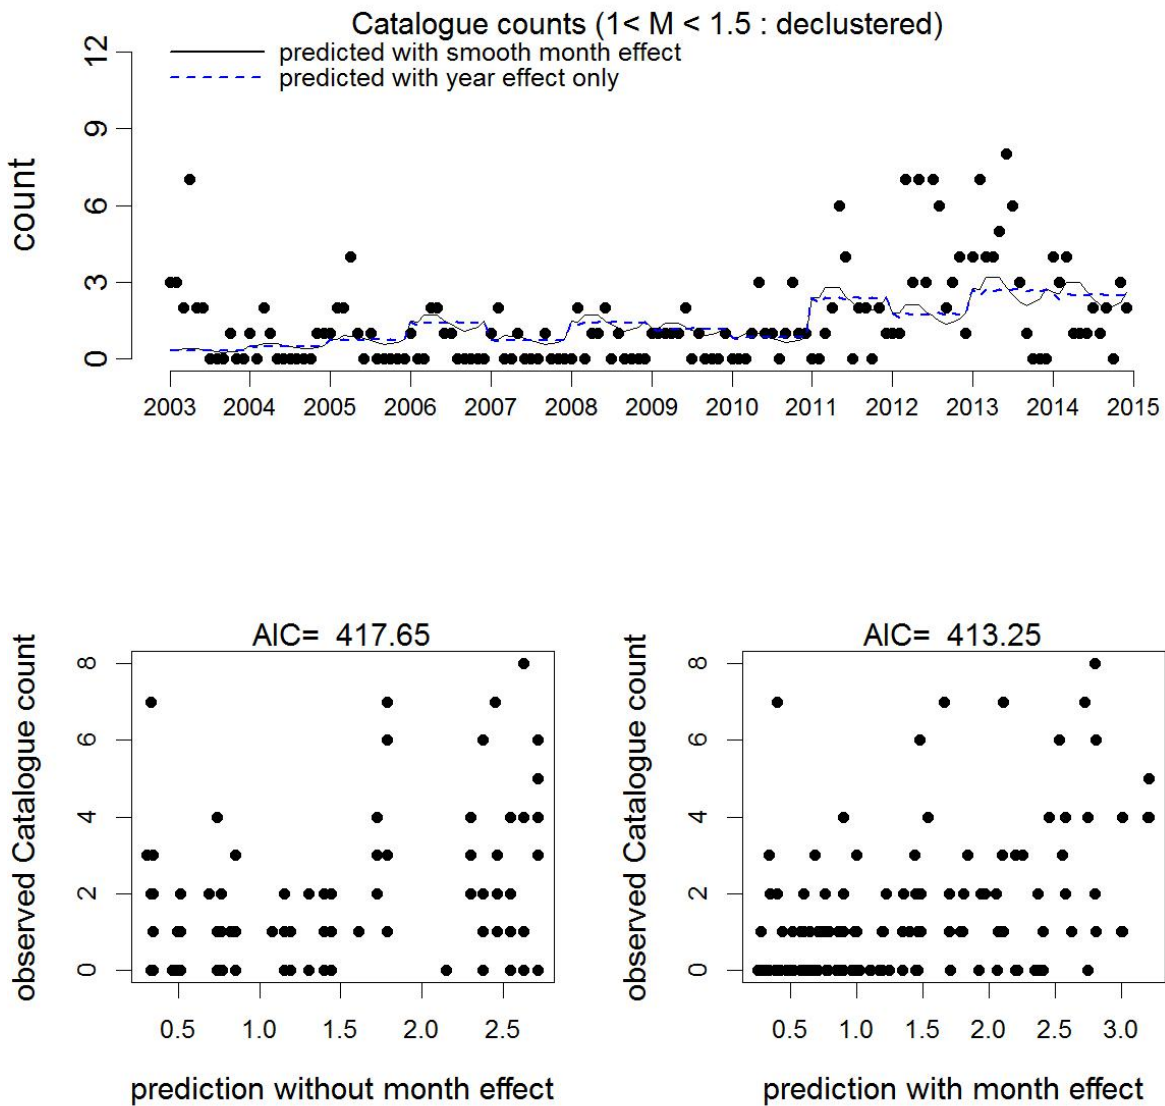 Catalogue counts (1< M < 1.5 : declustered)
predicted with smooth month effect
predicted with year effect only
count
12
9
6
3
0
2003 2004 2005 2006 2007 2008 2009 2010 2011 2012 2013 2014 2015
AIC= 417.65
observed Catalogue count
8
6
4
2
0
0.5 1.0 1.5 2.0 2.5
prediction without month effect
AIC= 413.25
observed Catalogue count
8
6
4
2
0
0.5 1.0 1.5 2.0 2.5 3.0
prediction with month effect